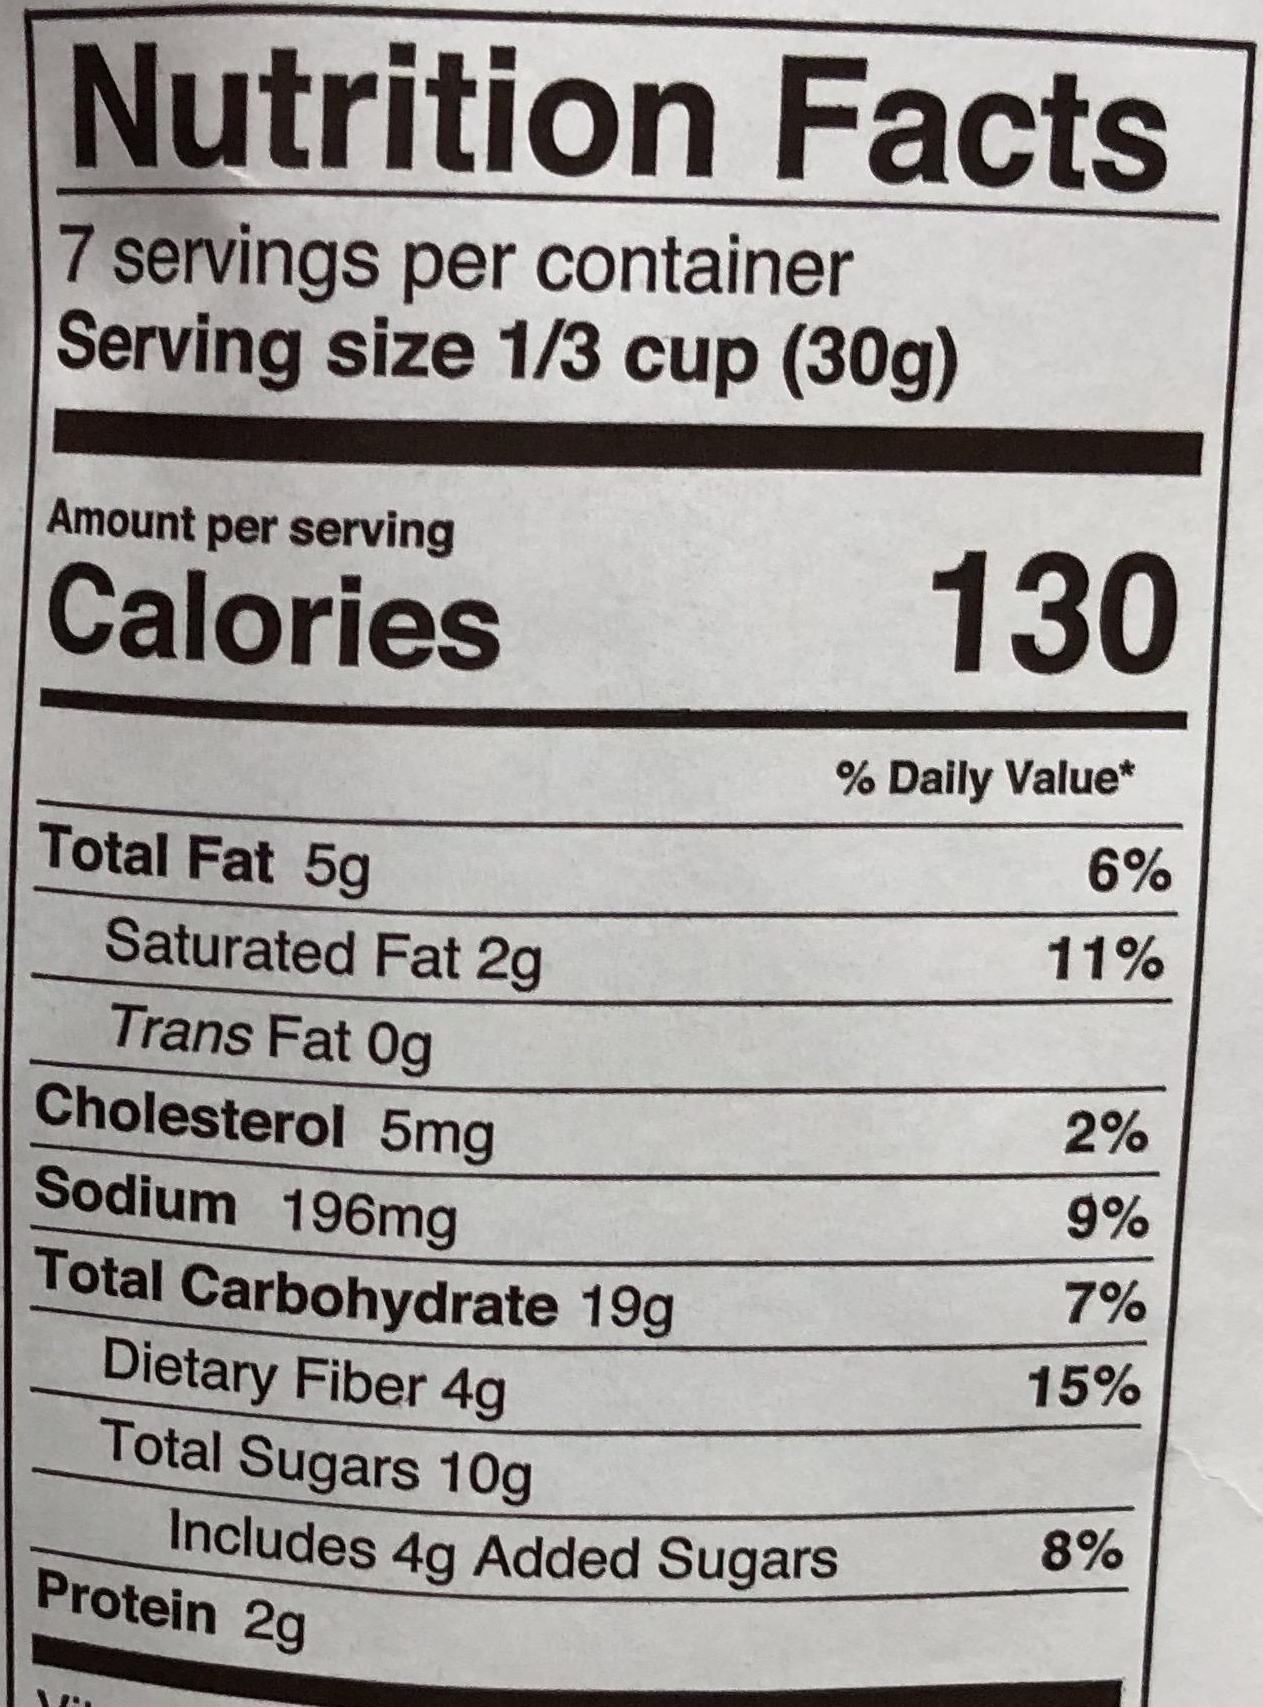 Nutrition Facts
7 servings per container
Serving size 1/3 cup (30g)
Amount per serving
Calories 130
% Daily Value*
Total Fat 5g 6%
Saturated Fat 2g 11%
Trans Fat 0g
Cholesterol 5mg 2%
Sodium 196mg 9%
Total Carbohydrate 19g 7%
Dietary Fiber 4g 15%
Total Sugars 10g
Includes 4g Added Sugars 8%
Protein 2g